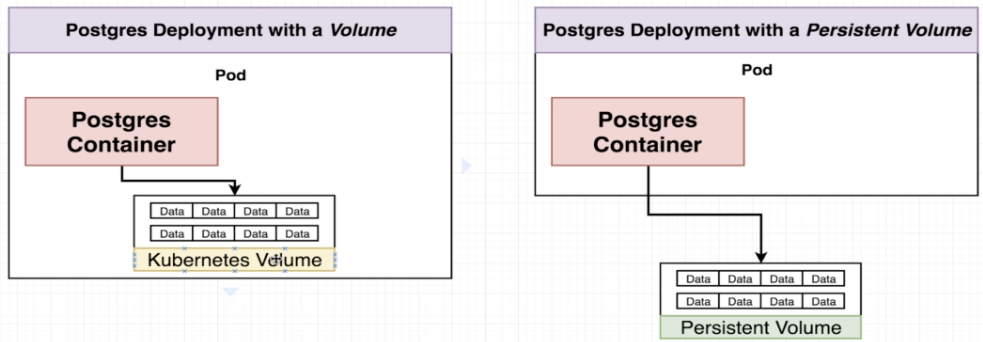 Postgres Deployment with a Volume
Pod
Postgres
Container
Data Data Data Data
Data Data Data Data
Kubernetes Volume
Postgres Deployment with a Persistent Volume
Pod
Postgres
Container
Data Data Data Data
Data Data Data Data
Persistent Volume